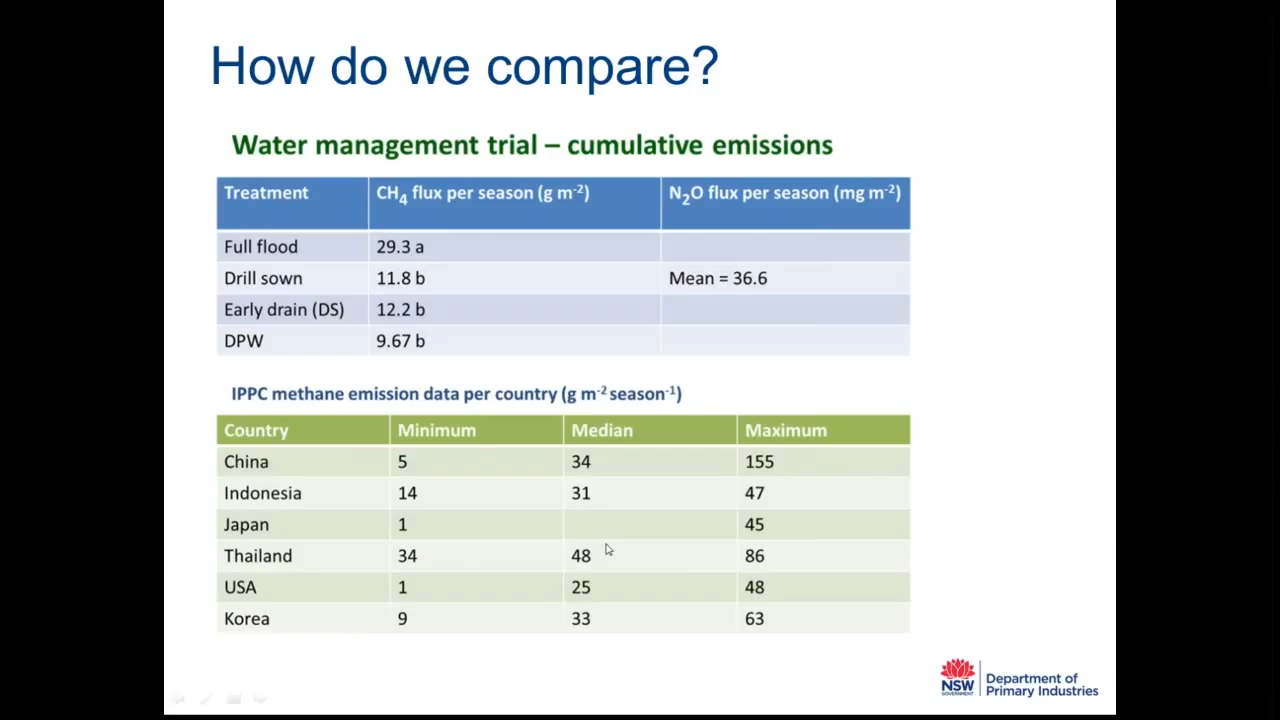 How do we compare?
Water management trial – cumulative emissions
Treatment CH4 flux per season (g m-2) N2O flux per season (mg m-2)
Full flood 29.3 a
Drill sown 11.8 b Mean = 36.6
Early drain (DS) 12.2 b
DPW 9.67 b
IPPC methane emission data per country (g m-2 season-1)
Country Minimum Median Maximum
China 5 34 155
Indonesia 14 31 47
Japan 1 45
Thailand 34 48 86
USA 1 25 48
Korea 9 33 63
NSW
GOVERNMENT
Department of
Primary Industries